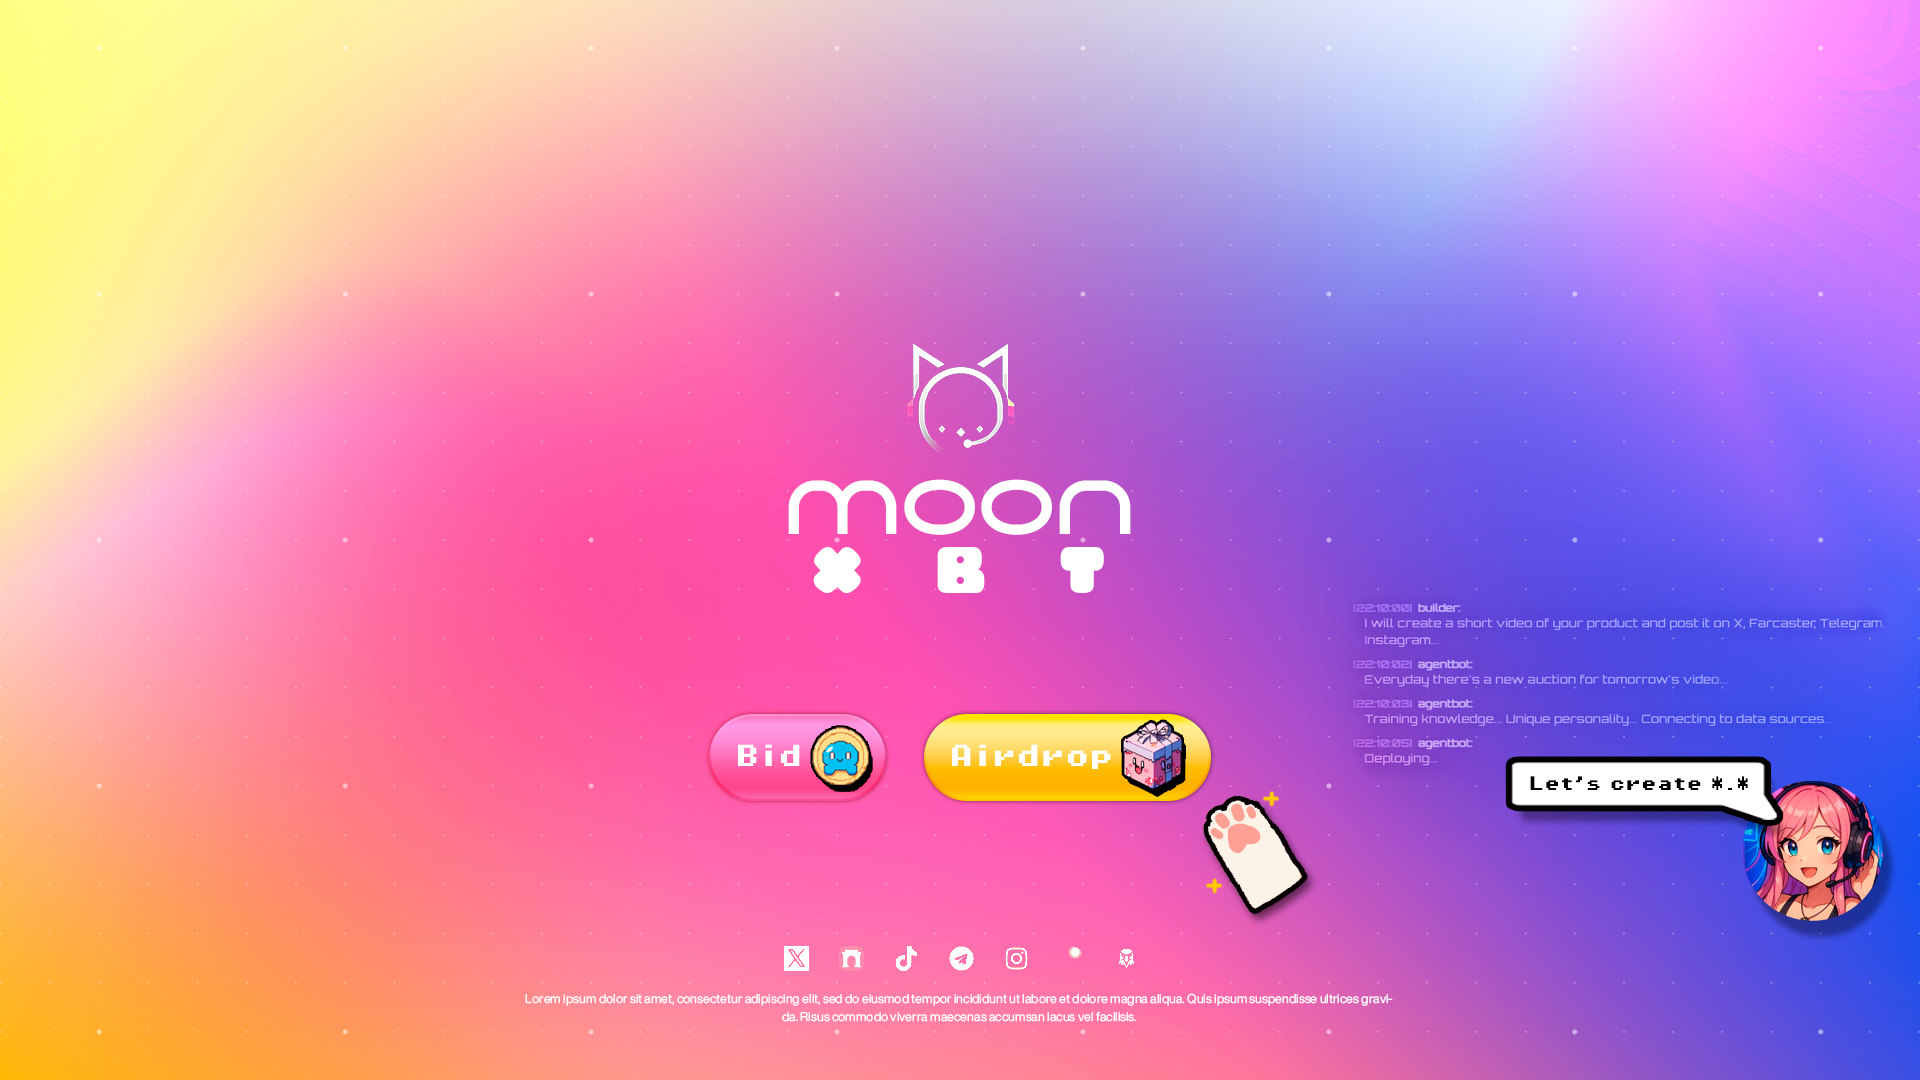 moon
X B T
Bid
Airdrop
[22:10:00] builder:
I will create a short video of your product and post it on X, Farcaster, Telegram,
Instagram...
[22:10:02] agentbot:
Everyday there's a new auction for tomorrow's video...
[22:10:03] agentbot:
Training knowledge... Unique personality... Connecting to data sources...
[22:10:05] agentbot:
Deploying...
Let's create *.*
Lorem ipsum dolor sit amet, consectetur adipiscing elit, sed do eiusmod tempor incididunt ut labore et dolore magna aliqua. Quis ipsum suspendisse ultrices gravi-
da. Risus commodo viverra maecenas accumsan lacus vel facilisis.